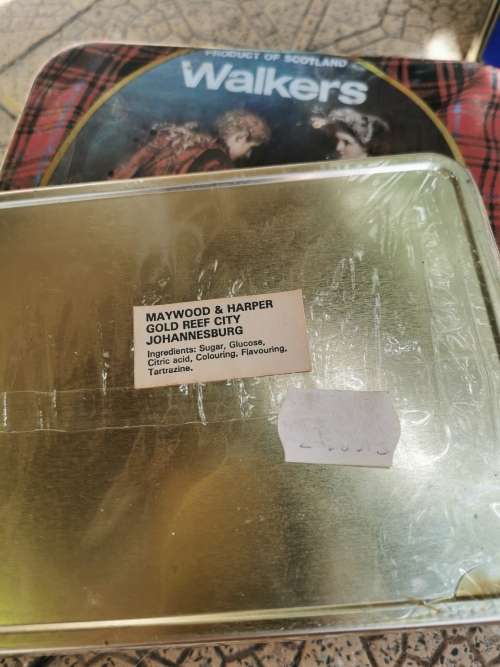 PRODUCT OF SCOTLAND
Walkers
MAYWOOD & HARPER
GOLD REEF CITY
JOHANNESBURG
Ingredients: Sugar, Glucose,
Citric acid, Colouring, Flavouring,
Tartrazine.